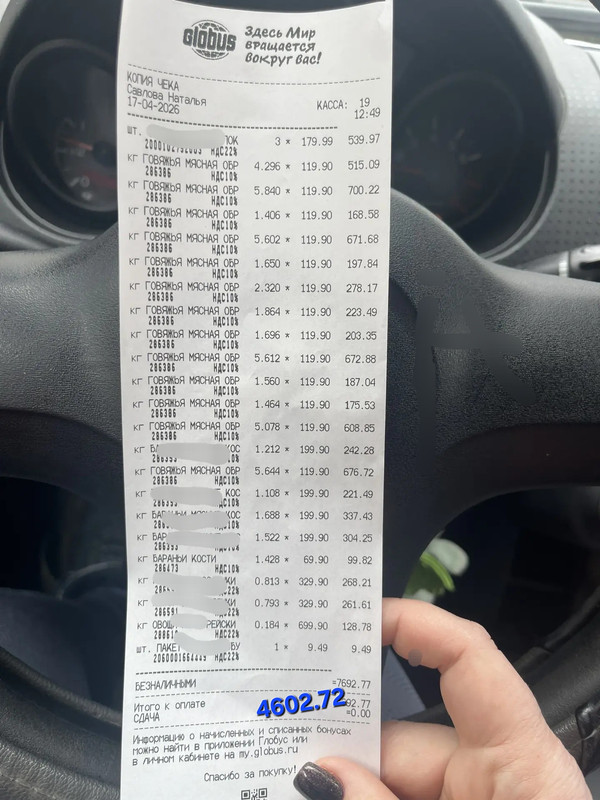 Globus
Здесь Мир
вращается
вокруг вас!
КОПИЯ ЧЕКА
Савлова Наталья КАССА: 19
17-04-2026 12:49
шт. 3 * 179.99 539.97
НДС22%
кг ГОВЯЖЬЯ МЯСНАЯ ОБР 4.296 * 119.90 515.09
286386 НДС10%
кг ГОВЯЖЬЯ МЯСНАЯ ОБР 5.840 * 119.90 700.22
286386 НДС10%
кг ГОВЯЖЬЯ МЯСНАЯ ОБР 1.406 * 119.90 168.58
286386 НДС10%
кг ГОВЯЖЬЯ МЯСНАЯ ОБР 5.602 * 119.90 671.68
286386 НДС10%
кг ГОВЯЖЬЯ МЯСНАЯ ОБР 1.650 * 119.90 197.84
286386 НДС10%
кг ГОВЯЖЬЯ МЯСНАЯ ОБР 2.320 * 119.90 278.17
286386 НДС10%
кг ГОВЯЖЬЯ МЯСНАЯ ОБР 1.864 * 119.90 223.49
286386 НДС10%
кг ГОВЯЖЬЯ МЯСНАЯ ОБР 1.696 * 119.90 203.35
286386 НДС10%
кг ГОВЯЖЬЯ МЯСНАЯ ОБР 5.612 * 119.90 672.88
286386 НДС10%
кг ГОВЯЖЬЯ МЯСНАЯ ОБР 1.560 * 119.90 187.04
286386 НДС10%
кг ГОВЯЖЬЯ МЯСНАЯ ОБР 1.464 * 119.90 175.53
286386 НДС10%
кг ГОВЯЖЬЯ МЯСНАЯ ОБР 5.078 * 119.90 608.85
286386 НДС10%
кг КОС 1.212 * 199.90 242.28
кг ГОВЯЖЬЯ МЯСНАЯ ОБР 5.644 * 119.90 676.72
286386 НДС10%
кг КОС 1.108 * 199.90 221.49
кг КОС 1.688 * 199.90 337.43
кг 1.522 * 199.90 304.25
кг БАРАНЬИ КОСТИ 1.428 * 69.90 99.82
286473 НДС10%
кг 0.813 * 329.90 268.21
кг 0.793 * 329.90 261.61
кг 0.184 * 699.90 128.78
НДС22%
шт. ПАКЕТ 1 * 9.49 9.49
2060001664449 НДС22%
БЕЗНАЛИЧНЫМИ =7692.77
Итого к оплате 4602.72
СДАЧА =0.00
Информацию о начисленных и списанных бонусах
можно найти в приложении Глобус или
в личном кабинете на my.globus.ru
Спасибо за покупку!